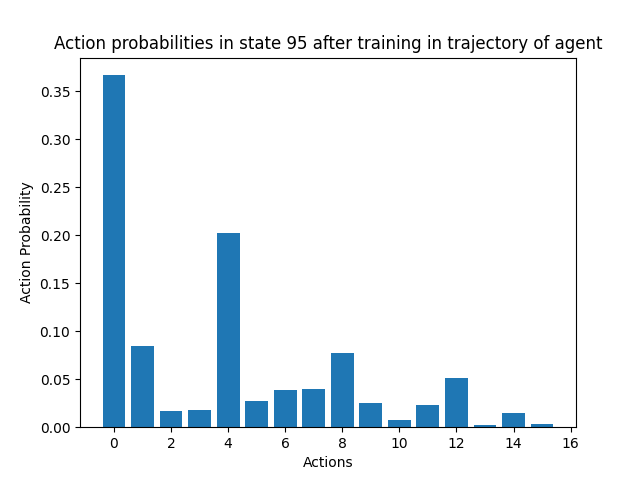 Action probabilities in state 95 after training in trajectory of agent
0.35
0.30
0.25
0.20
0.15
0.10
0.05
0.00
Action Probability
0 2 4 6 8 10 12 14 16
Actions